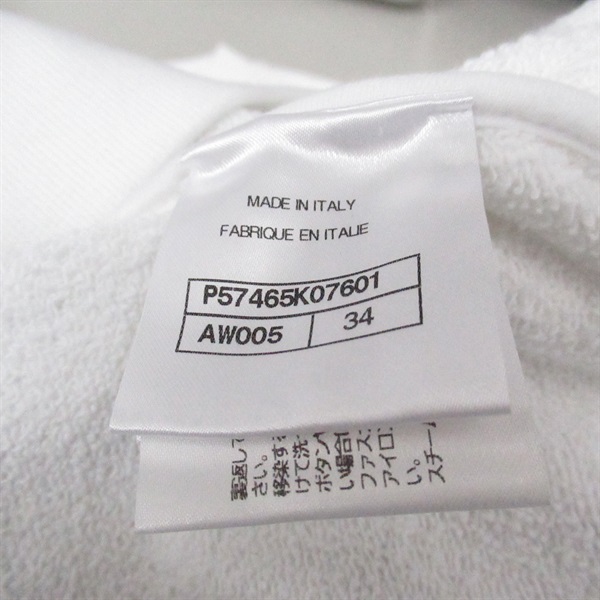 MADE IN ITALY
FABRIQUE EN ITALIE
P57465K07601
AW005 34
裏返して
さい。
移染する
けて洗
ボタン
い場合
ファス
アイロ
い。
スチー